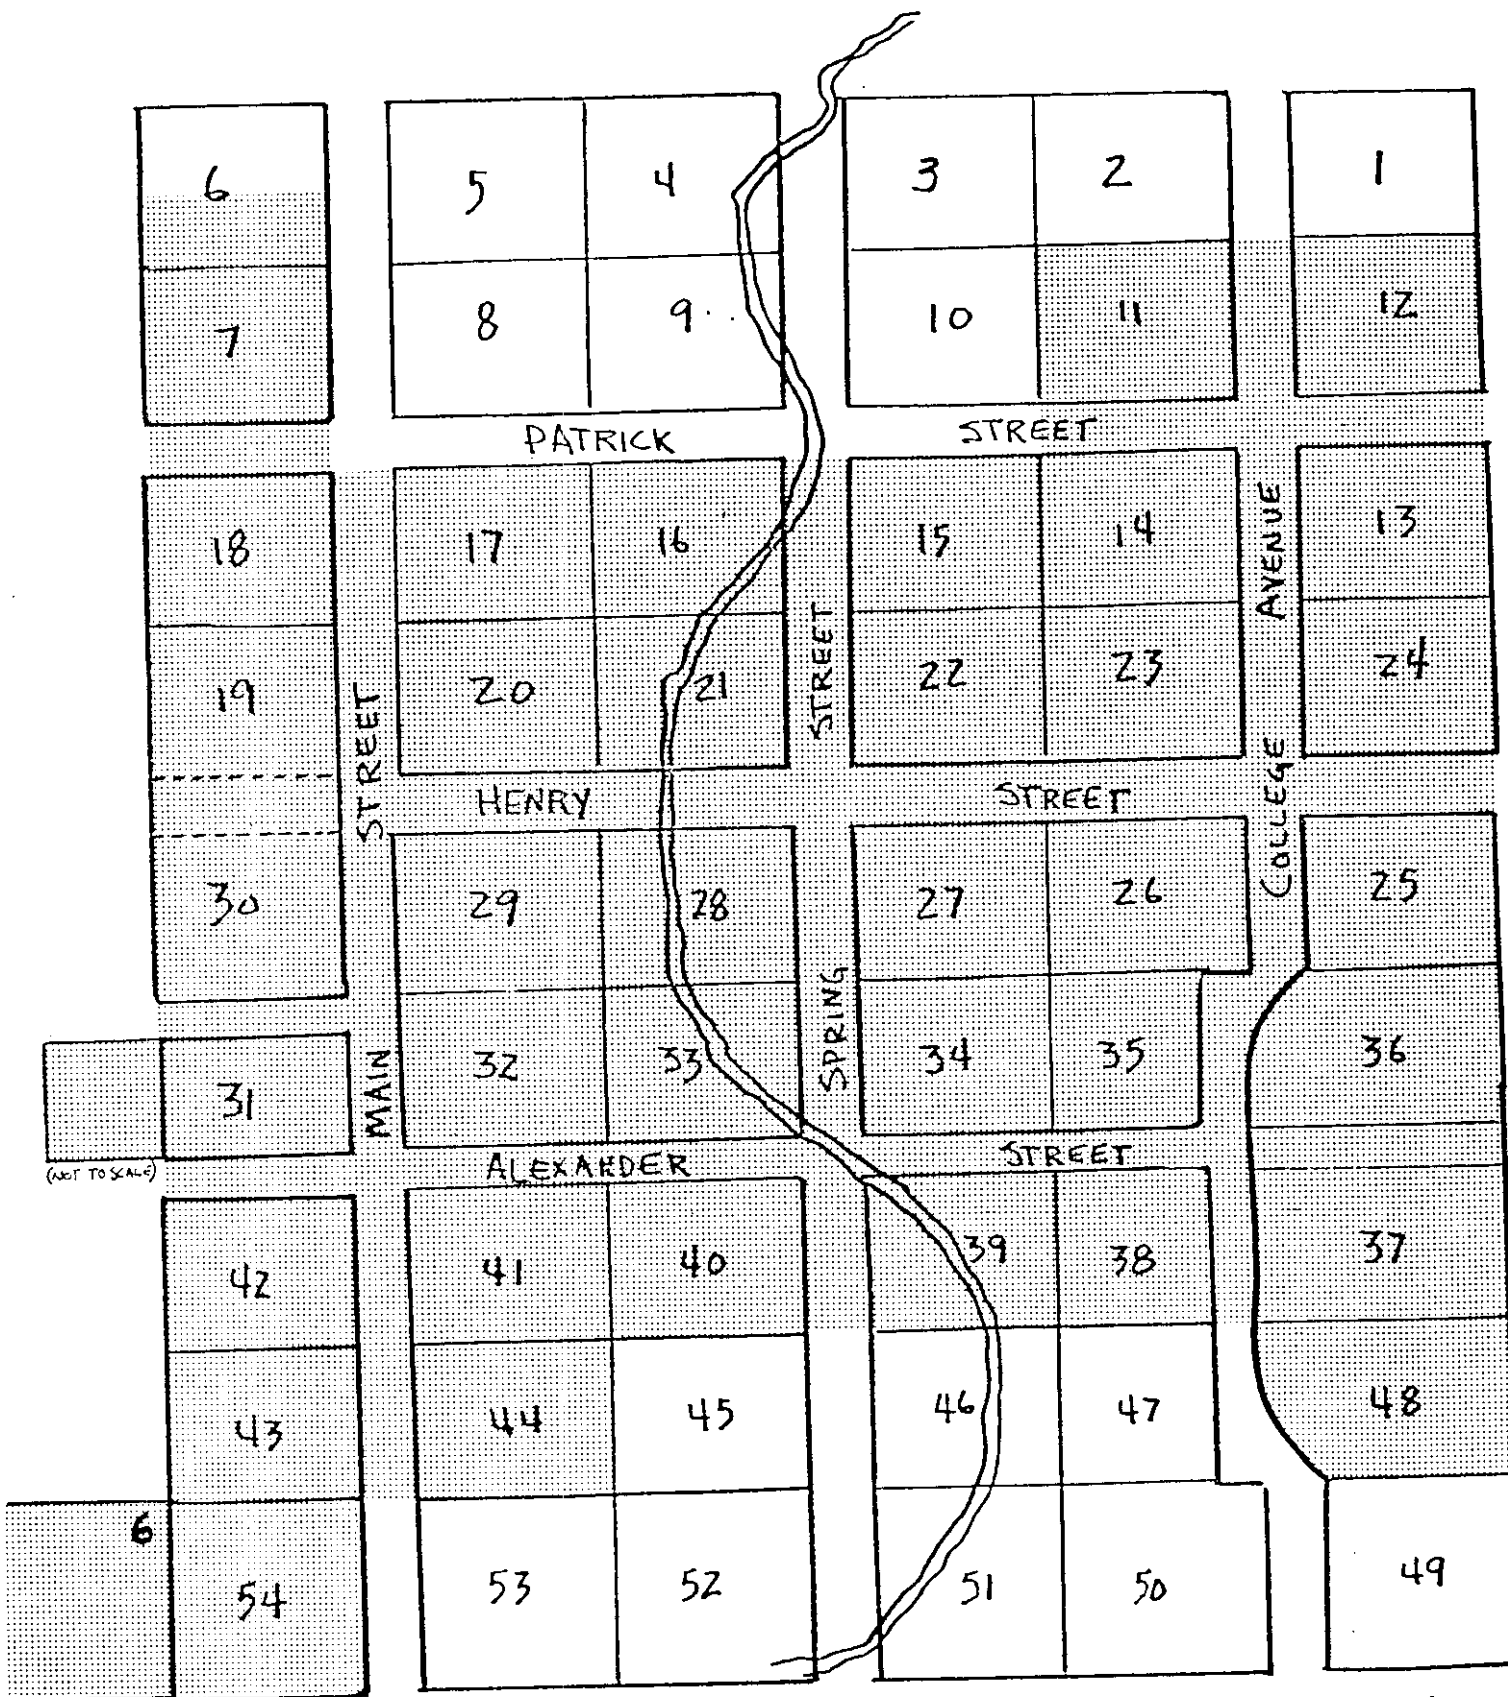 6 5 4 3 2 1
7 8 9 10 11 12
PATRICK STREET
18 17 16 15 14 13
19 20 21 22 23 24
STREET
STREET
COLLEGE AVENUE
HENRY STREET
30 29 28 27 26 25
31 32 33 34 35 36
MAIN
SPRING
(NOT TO SCALE)
ALEXAHDER STREET
42 41 40 39 38 37
43 44 45 46 47 48
6
54 53 52 51 50 49